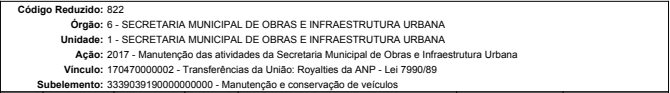 Código Reduzido: 822
Órgão: 6 - SECRETARIA MUNICIPAL DE OBRAS E INFRAESTRUTURA URBANA
Unidade: 1 - SECRETARIA MUNICIPAL DE OBRAS E INFRAESTRUTURA URBANA
Ação: 2017 - Manutenção das atividades da Secretaria Municipal de Obras e Infraestrutura Urbana
Vínculo: 170470000002 - Transferências da União: Royalties da ANP - Lei 7990/89
Subelemento: 3339039190000000000 - Manutenção e conservação de veículos